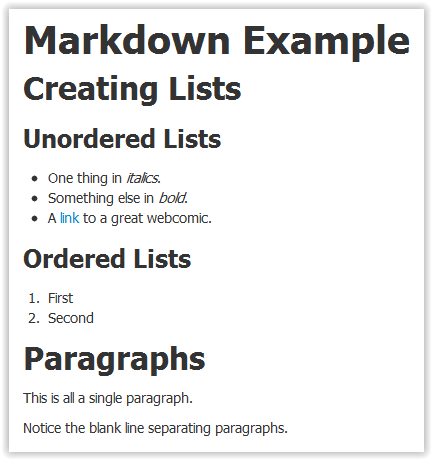 Markdown Example
Creating Lists
Unordered Lists
• One thing in italics.
• Something else in bold.
• A link to a great webcomic.
Ordered Lists
1. First
2. Second
Paragraphs
This is all a single paragraph.
Notice the blank line separating paragraphs.